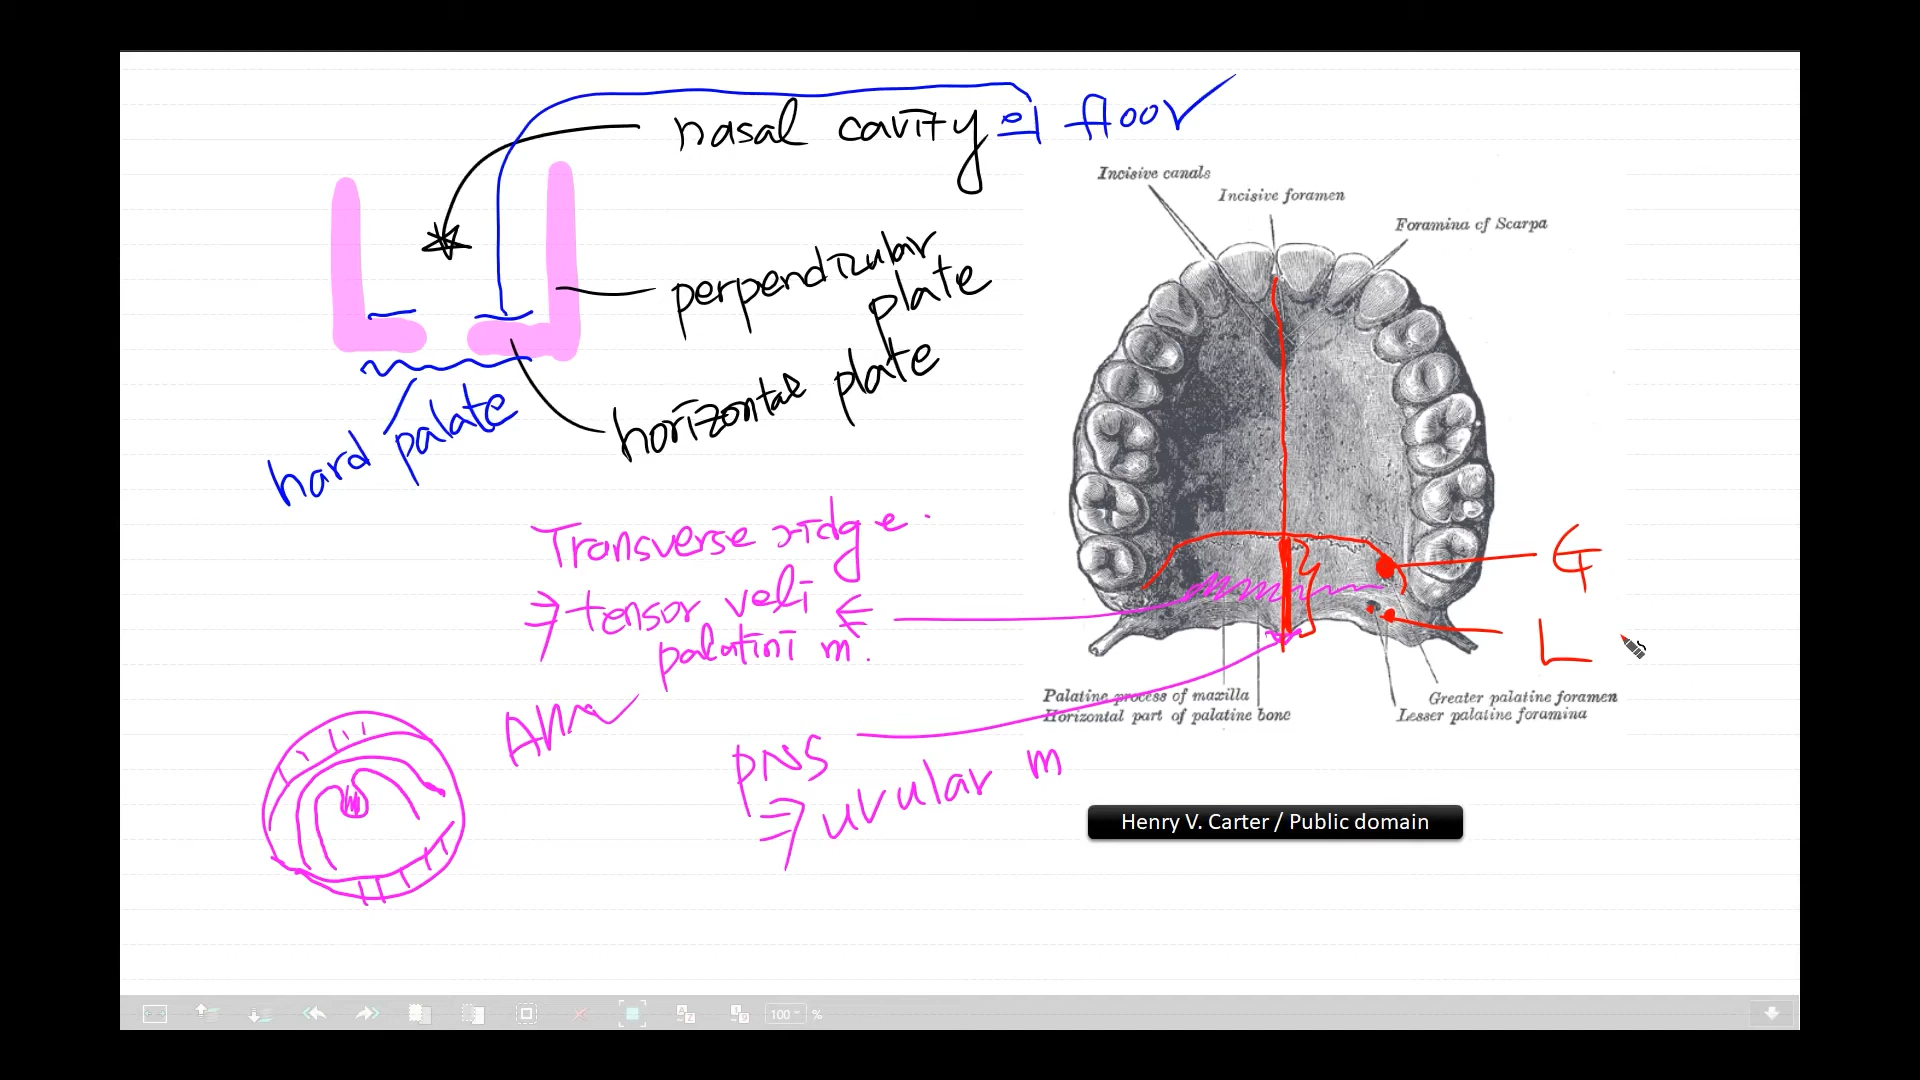 nasal cavity의 floor
perpendicular
plate
horizontal plate
hard palate
Transverse ridge.
⇒ tensor veli
palatini m.
PNS
⇒ uvular m
Incisive canals
Incisive foramen
Foramina of Scarpa
G
L
Palatine process of maxilla
Horizontal part of palatine bone
Greater palatine foramen
Lesser palatine foramina
Henry V. Carter / Public domain
100 %